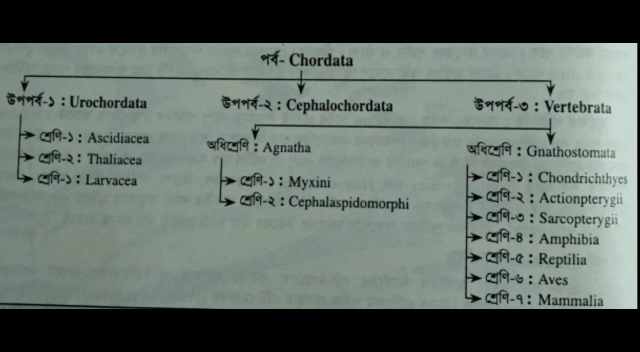 পর্ব- Chordata
উপপর্ব-১ : Urochordata
উপপর্ব-২ : Cephalochordata
উপপর্ব-৩ : Vertebrata
শ্রেণি-১ : Ascidiacea
শ্রেণি-২ : Thaliacea
শ্রেণি-১ : Larvacea
অধিশ্রেণি : Agnatha
শ্রেণি-১ : Myxini
শ্রেণি-২ : Cephalaspidomorphi
অধিশ্রেণি : Gnathostomata
শ্রেণি-১ : Chondrichthyes
শ্রেণি-২ : Actionpterygii
শ্রেণি-৩ : Sarcopterygii
শ্রেণি-৪ : Amphibia
শ্রেণি-৫ : Reptilia
শ্রেণি-৬ : Aves
শ্রেণি-৭ : Mammalia